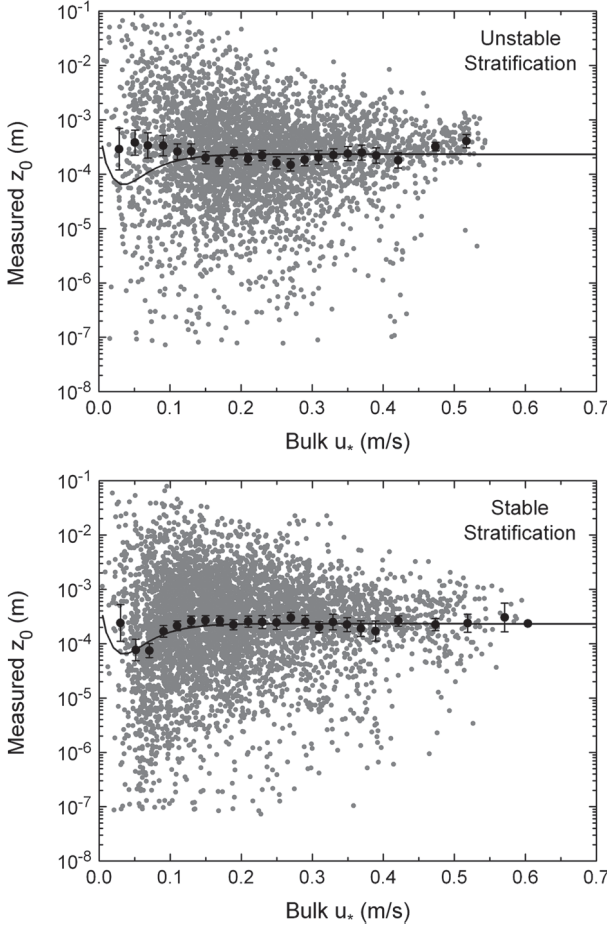 Unstable
Stratification
Measured z₀ (m)
10⁻¹
10⁻²
10⁻³
10⁻⁴
10⁻⁵
10⁻⁶
10⁻⁷
10⁻⁸
0.0 0.1 0.2 0.3 0.4 0.5 0.6 0.7
Bulk u* (m/s)
Stable
Stratification
Measured z₀ (m)
10⁻¹
10⁻²
10⁻³
10⁻⁴
10⁻⁵
10⁻⁶
10⁻⁷
10⁻⁸
0.0 0.1 0.2 0.3 0.4 0.5 0.6 0.7
Bulk u* (m/s)